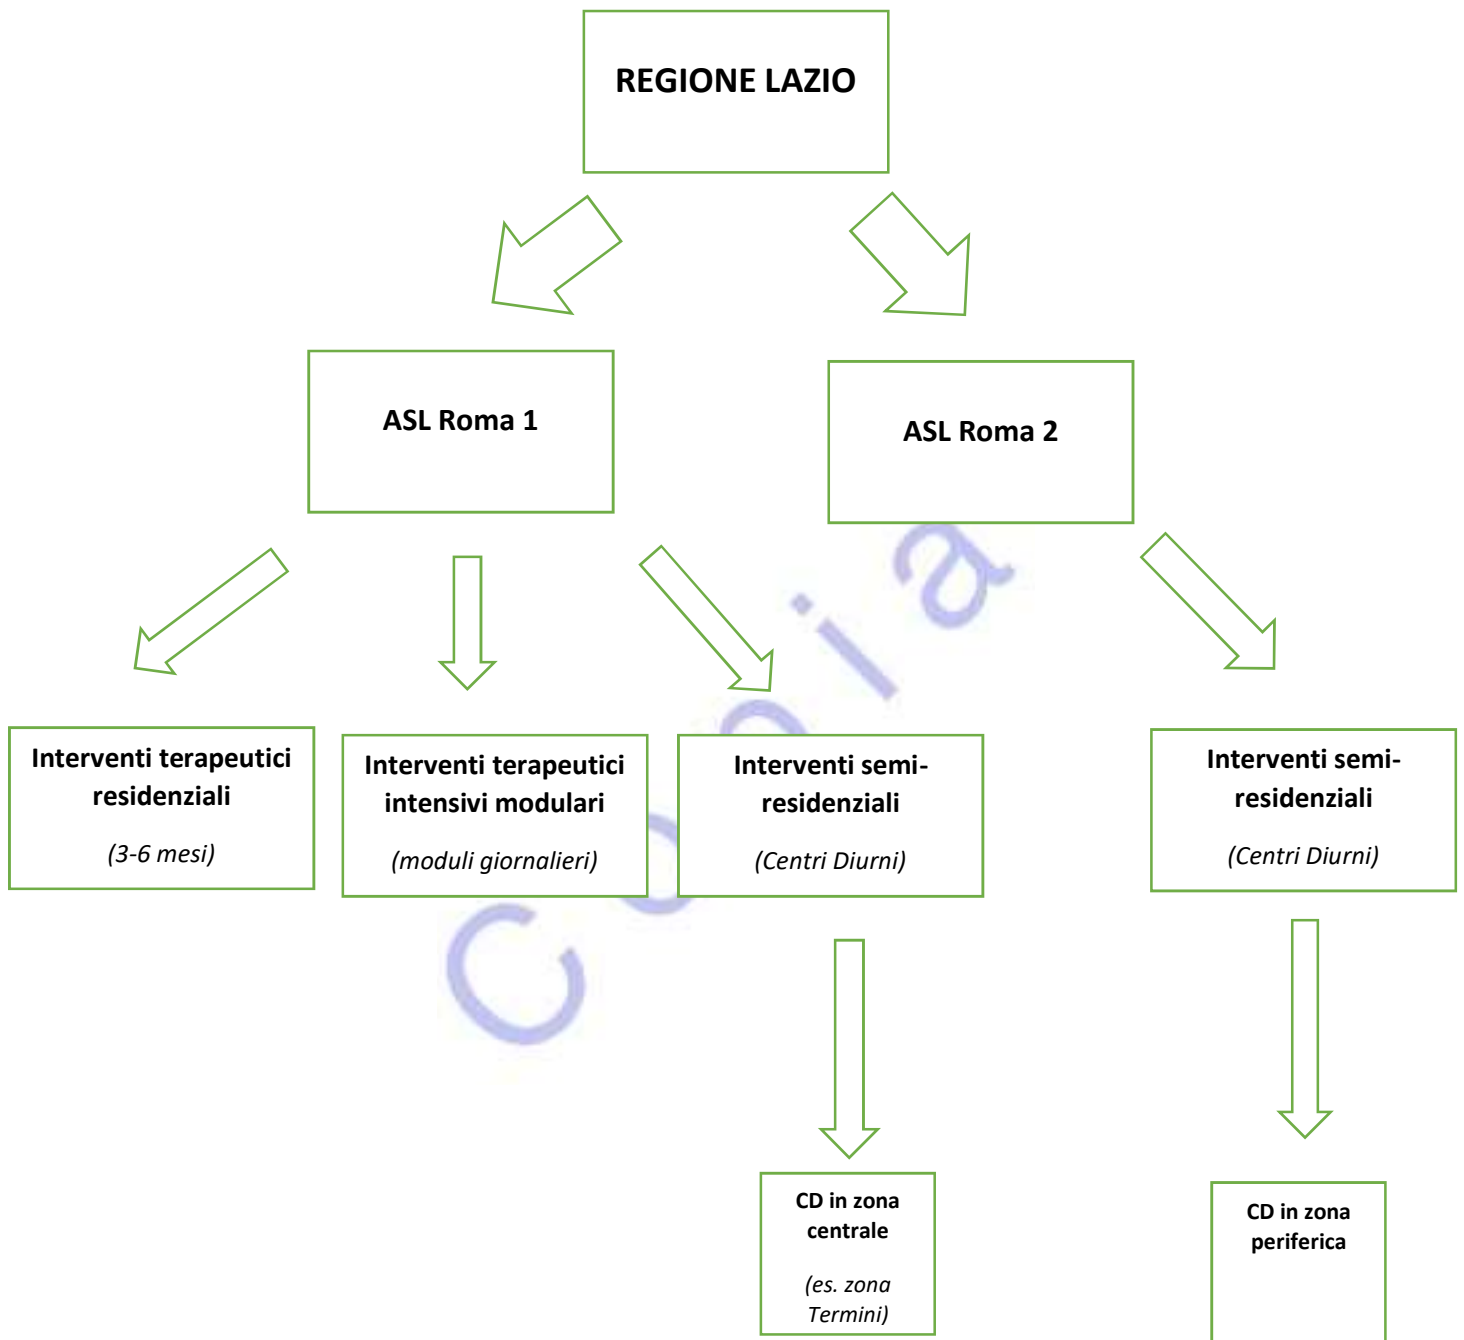 REGIONE LAZIO
ASL Roma 1
ASL Roma 2
Interventi terapeutici
residenziali
(3-6 mesi)
Interventi terapeutici
intensivi modulari
(moduli giornalieri)
Interventi semi-
residenziali
(Centri Diurni)
Interventi semi-
residenziali
(Centri Diurni)
CD in zona
centrale
(es. zona
Termini)
CD in zona
periferica
Copia